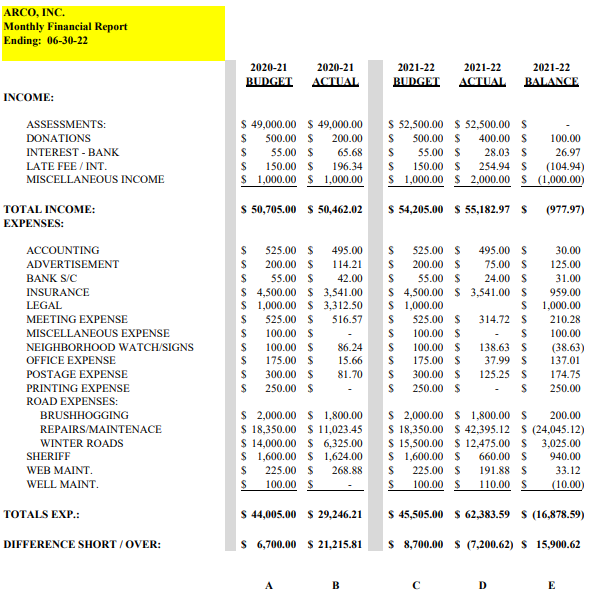 ARCO, INC.
Monthly Financial Report
Ending: 06-30-22
2020-21 2020-21 2021-22 2021-22 2021-22
BUDGET ACTUAL BUDGET ACTUAL BALANCE
INCOME:
ASSESSMENTS: $ 49,000.00 $ 49,000.00 $ 52,500.00 $ 52,500.00 $ -
DONATIONS $ 500.00 $ 200.00 $ 500.00 $ 400.00 $ 100.00
INTEREST - BANK $ 55.00 $ 65.68 $ 55.00 $ 28.03 $ 26.97
LATE FEE / INT. $ 150.00 $ 196.34 $ 150.00 $ 254.94 $ (104.94)
MISCELLANEOUS INCOME $ 1,000.00 $ 1,000.00 $ 1,000.00 $ 2,000.00 $ (1,000.00)
TOTAL INCOME: $ 50,705.00 $ 50,462.02 $ 54,205.00 $ 55,182.97 $ (977.97)
EXPENSES:
ACCOUNTING $ 525.00 $ 495.00 $ 525.00 $ 495.00 $ 30.00
ADVERTISEMENT $ 200.00 $ 114.21 $ 200.00 $ 75.00 $ 125.00
BANK S/C $ 55.00 $ 42.00 $ 55.00 $ 24.00 $ 31.00
INSURANCE $ 4,500.00 $ 3,541.00 $ 4,500.00 $ 3,541.00 $ 959.00
LEGAL $ 1,000.00 $ 3,312.50 $ 1,000.00 $ 1,000.00
MEETING EXPENSE $ 525.00 $ 516.57 $ 525.00 $ 314.72 $ 210.28
MISCELLANEOUS EXPENSE $ 100.00 $ - $ 100.00 $ - $ 100.00
NEIGHBORHOOD WATCH/SIGNS $ 100.00 $ 86.24 $ 100.00 $ 138.63 $ (38.63)
OFFICE EXPENSE $ 175.00 $ 15.66 $ 175.00 $ 37.99 $ 137.01
POSTAGE EXPENSE $ 300.00 $ 81.70 $ 300.00 $ 125.25 $ 174.75
PRINTING EXPENSE $ 250.00 $ - $ 250.00 $ - $ 250.00
ROAD EXPENSES:
BRUSHHOGGING $ 2,000.00 $ 1,800.00 $ 2,000.00 $ 1,800.00 $ 200.00
REPAIRS/MAINTENACE $ 18,350.00 $ 11,023.45 $ 18,350.00 $ 42,395.12 $ (24,045.12)
WINTER ROADS $ 14,000.00 $ 6,325.00 $ 15,500.00 $ 12,475.00 $ 3,025.00
SHERIFF $ 1,600.00 $ 1,624.00 $ 1,600.00 $ 660.00 $ 940.00
WEB MAINT. $ 225.00 $ 268.88 $ 225.00 $ 191.88 $ 33.12
WELL MAINT. $ 100.00 $ - $ 100.00 $ 110.00 $ (10.00)
TOTALS EXP.: $ 44,005.00 $ 29,246.21 $ 45,505.00 $ 62,383.59 $ (16,878.59)
DIFFERENCE SHORT / OVER: $ 6,700.00 $ 21,215.81 $ 8,700.00 $ (7,200.62) $ 15,900.62
A B C D E